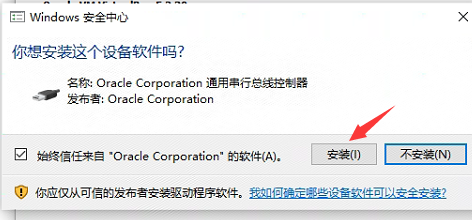 Windows 安全中心
你想安装这个设备软件吗?
名称: Oracle Corporation 通用串行总线控制器
发布者: Oracle Corporation
始终信任来自 "Oracle Corporation" 的软件(A)。
安装(I)
不安装(N)
你应仅从可信的发布者安装驱动程序软件。我如何确定哪些设备软件可以安全安装?